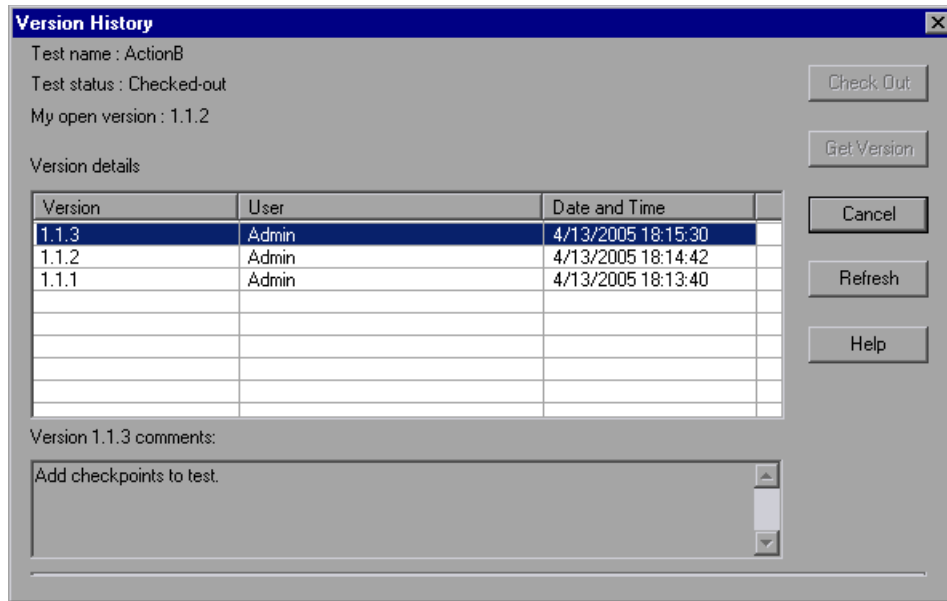 Version History
Test name : ActionB
Test status : Checked-out
My open version : 1.1.2
Check Out
Get Version
Version details
Version User Date and Time
Cancel
1.1.3 Admin 4/13/2005 18:15:30
1.1.2 Admin 4/13/2005 18:14:42
1.1.1 Admin 4/13/2005 18:13:40
Refresh
Help
Version 1.1.3 comments:
Add checkpoints to test.